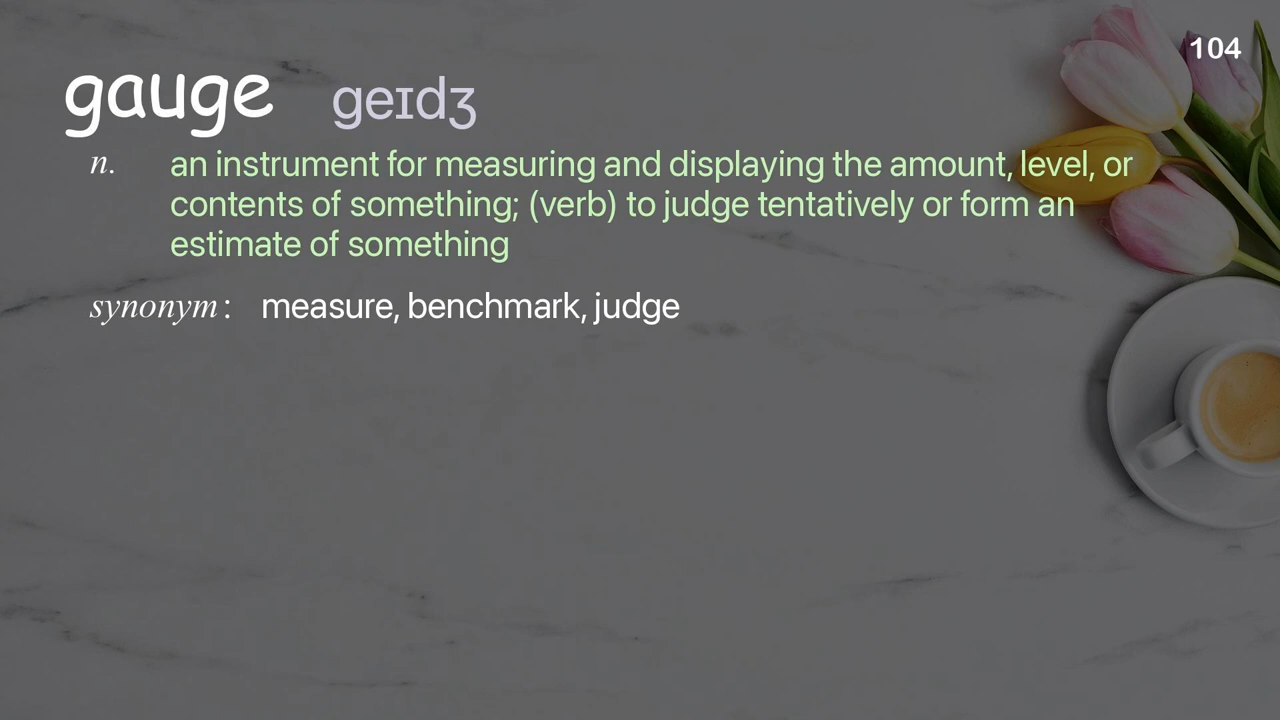 104
gauge geɪdʒ
n. an instrument for measuring and displaying the amount, level, or
contents of something; (verb) to judge tentatively or form an
estimate of something
synonym: measure, benchmark, judge